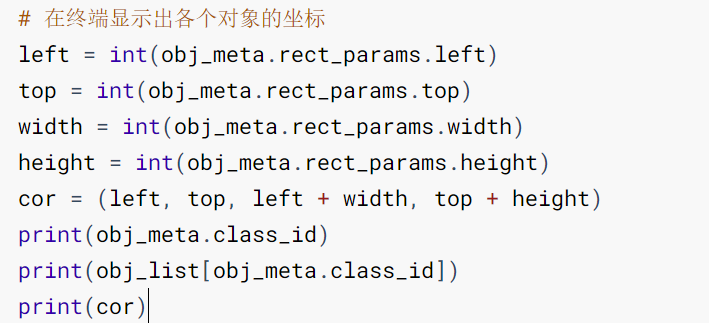 # 在终端显示出各个对象的坐标
left = int(obj_meta.rect_params.left)
top = int(obj_meta.rect_params.top)
width = int(obj_meta.rect_params.width)
height = int(obj_meta.rect_params.height)
cor = (left, top, left + width, top + height)
print(obj_meta.class_id)
print(obj_list[obj_meta.class_id])
print(cor)